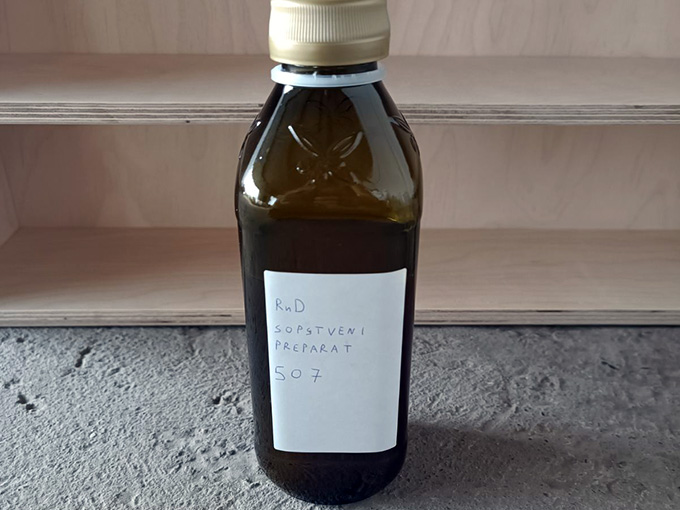 RnD
SOPSTVENI
PREPARAT
507